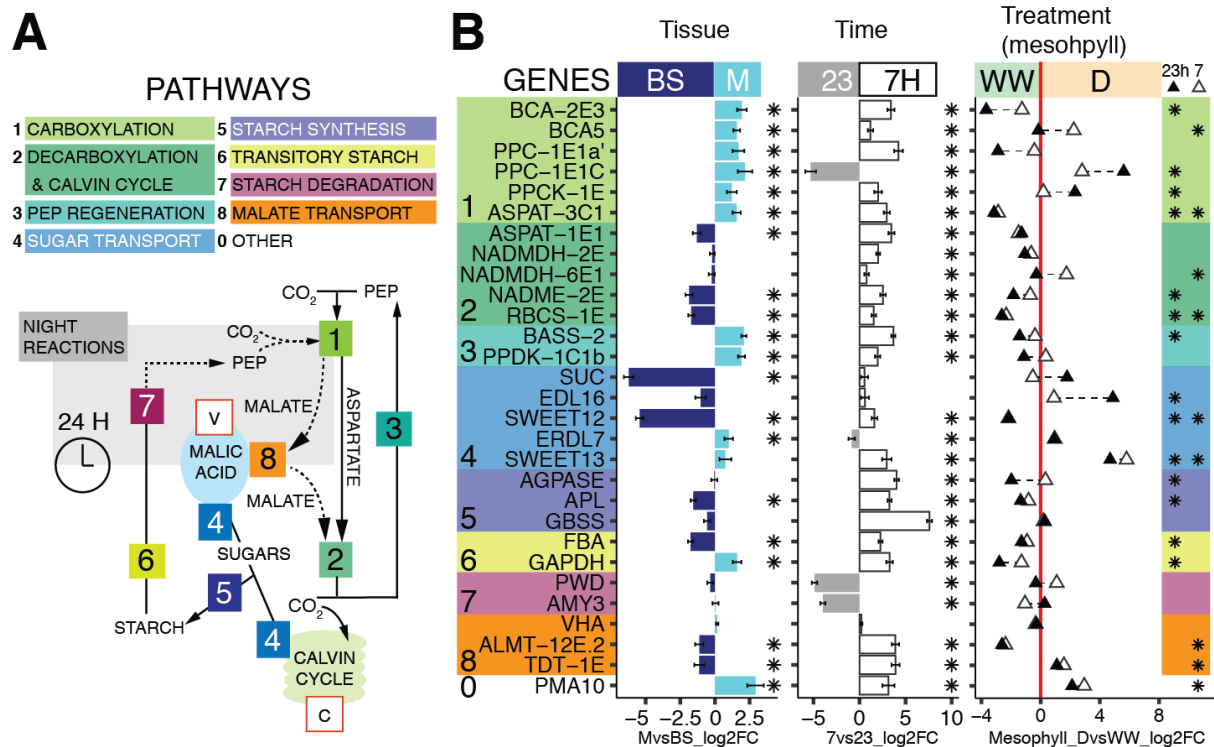 A
PATHWAYS
1 CARBOXYLATION
2 DECARBOXYLATION
& CALVIN CYCLE
3 PEP REGENERATION
4 SUGAR TRANSPORT
5 STARCH SYNTHESIS
6 TRANSITORY STARCH
7 STARCH DEGRADATION
8 MALATE TRANSPORT
0 OTHER
CO2 PEP
NIGHT
REACTIONS
CO2
PEP
1
7
MALATE
ASPARTATE
3
24 H
V
MALIC
ACID
8
MALATE
4
SUGARS
6
5
2
STARCH
CO2
4
CALVIN
CYCLE
C
B
Tissue
Time
Treatment
(mesohpyll)
GENES
BS M
23 7H
WW D
23h 7
BCA-2E3
BCA5
PPC-1E1a'
PPC-1E1C
PPCK-1E
1 ASPAT-3C1
ASPAT-1E1
NADMDH-2E
NADMDH-6E1
NADME-2E
2 RBCS-1E
BASS-2
3 PPDK-1C1b
SUC
EDL16
SWEET12
ERDL7
4 SWEET13
AGPASE
APL
5 GBSS
FBA
6 GAPDH
PWD
7 AMY3
VHA
ALMT-12E.2
8 TDT-1E
0 PMA10
* * * * * * * * * * * * * * * * * * *
* * * * * * * * * * * * * * * * * * * * * * * * *
−5 −2.5 0 2.5
MvsBS_log2FC
−5 0 5 10
7vs23_log2FC
−4 0 4 8
Mesophyll_DvsWW_log2FC